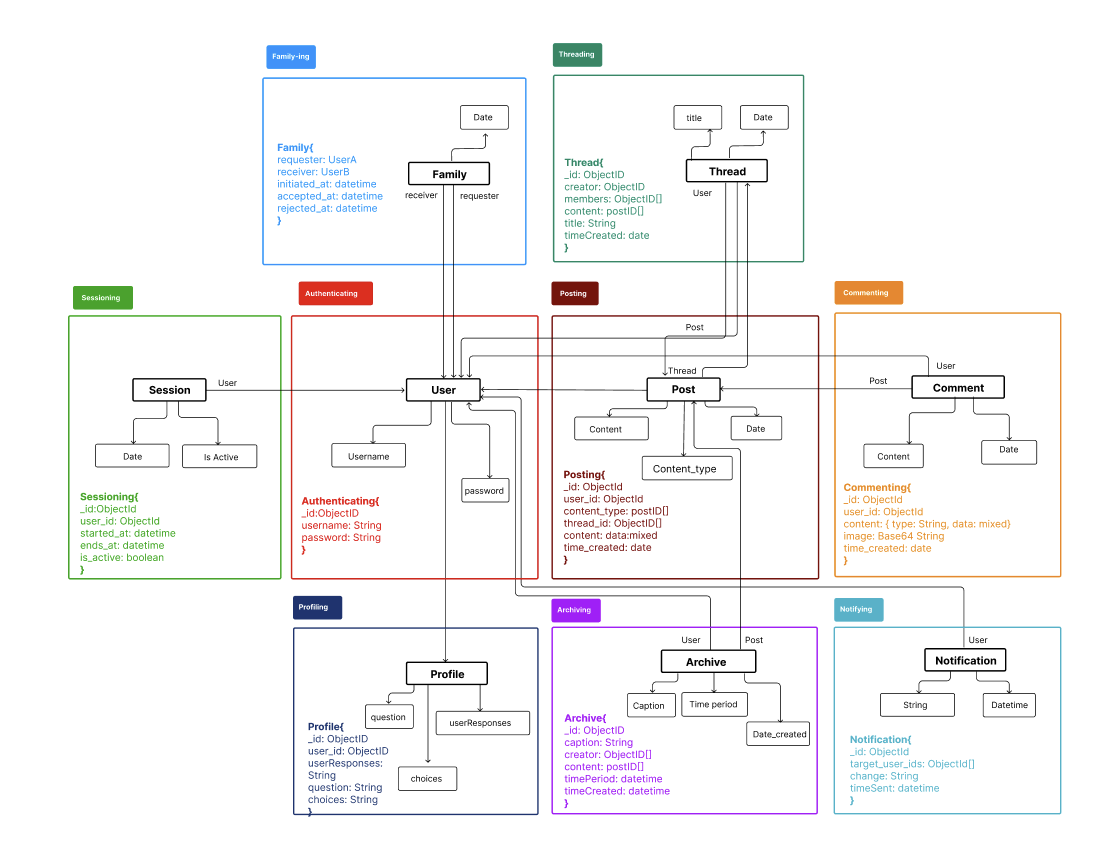 Family-ing
Date
Family{
requester: UserA
receiver: UserB
initiated_at: datetime
accepted_at: datetime
rejected_at: datetime
}
Family
receiver
requester
Threading
title
Date
Thread{
_id: ObjectID
creator: ObjectID
members: ObjectID[]
content: postID[]
title: String
timeCreated: date
}
Thread
User
Sessioning
Session
User
Date
Is Active
Sessioning{
_id:ObjectId
user_id: ObjectId
started_at: datetime
ends_at: datetime
is_active: boolean
}
Authenticating
User
Username
password
Authenticating{
_id:ObjectID
username: String
password: String
}
Posting
Post
Thread
Post
Content
Date
Content_type
Posting{
_id: ObjectId
user_id: ObjectId
content_type: postID[]
thread_id: ObjectID[]
content: data:mixed
time_created: date
}
Commenting
User
Post
Comment
Content
Date
Commenting{
_id: ObjectId
user_id: ObjectId
content: { type: String, data: mixed}
image: Base64 String
time_created: date
}
Profiling
Profile
question
userResponses
choices
Profile{
_id: ObjectID
user_id: ObjectID
userResponses:
String
question: String
choices: String
}
Archiving
User
Post
Archive
Caption
Time period
Date_created
Archive{
_id: ObjectID
caption: String
creator: ObjectID[]
content: postID[]
timePeriod: datetime
timeCreated: datetime
}
Notifying
User
Notification
String
Datetime
Notification{
_id: ObjectId
target_user_ids: ObjectId[]
change: String
timeSent: datetime
}